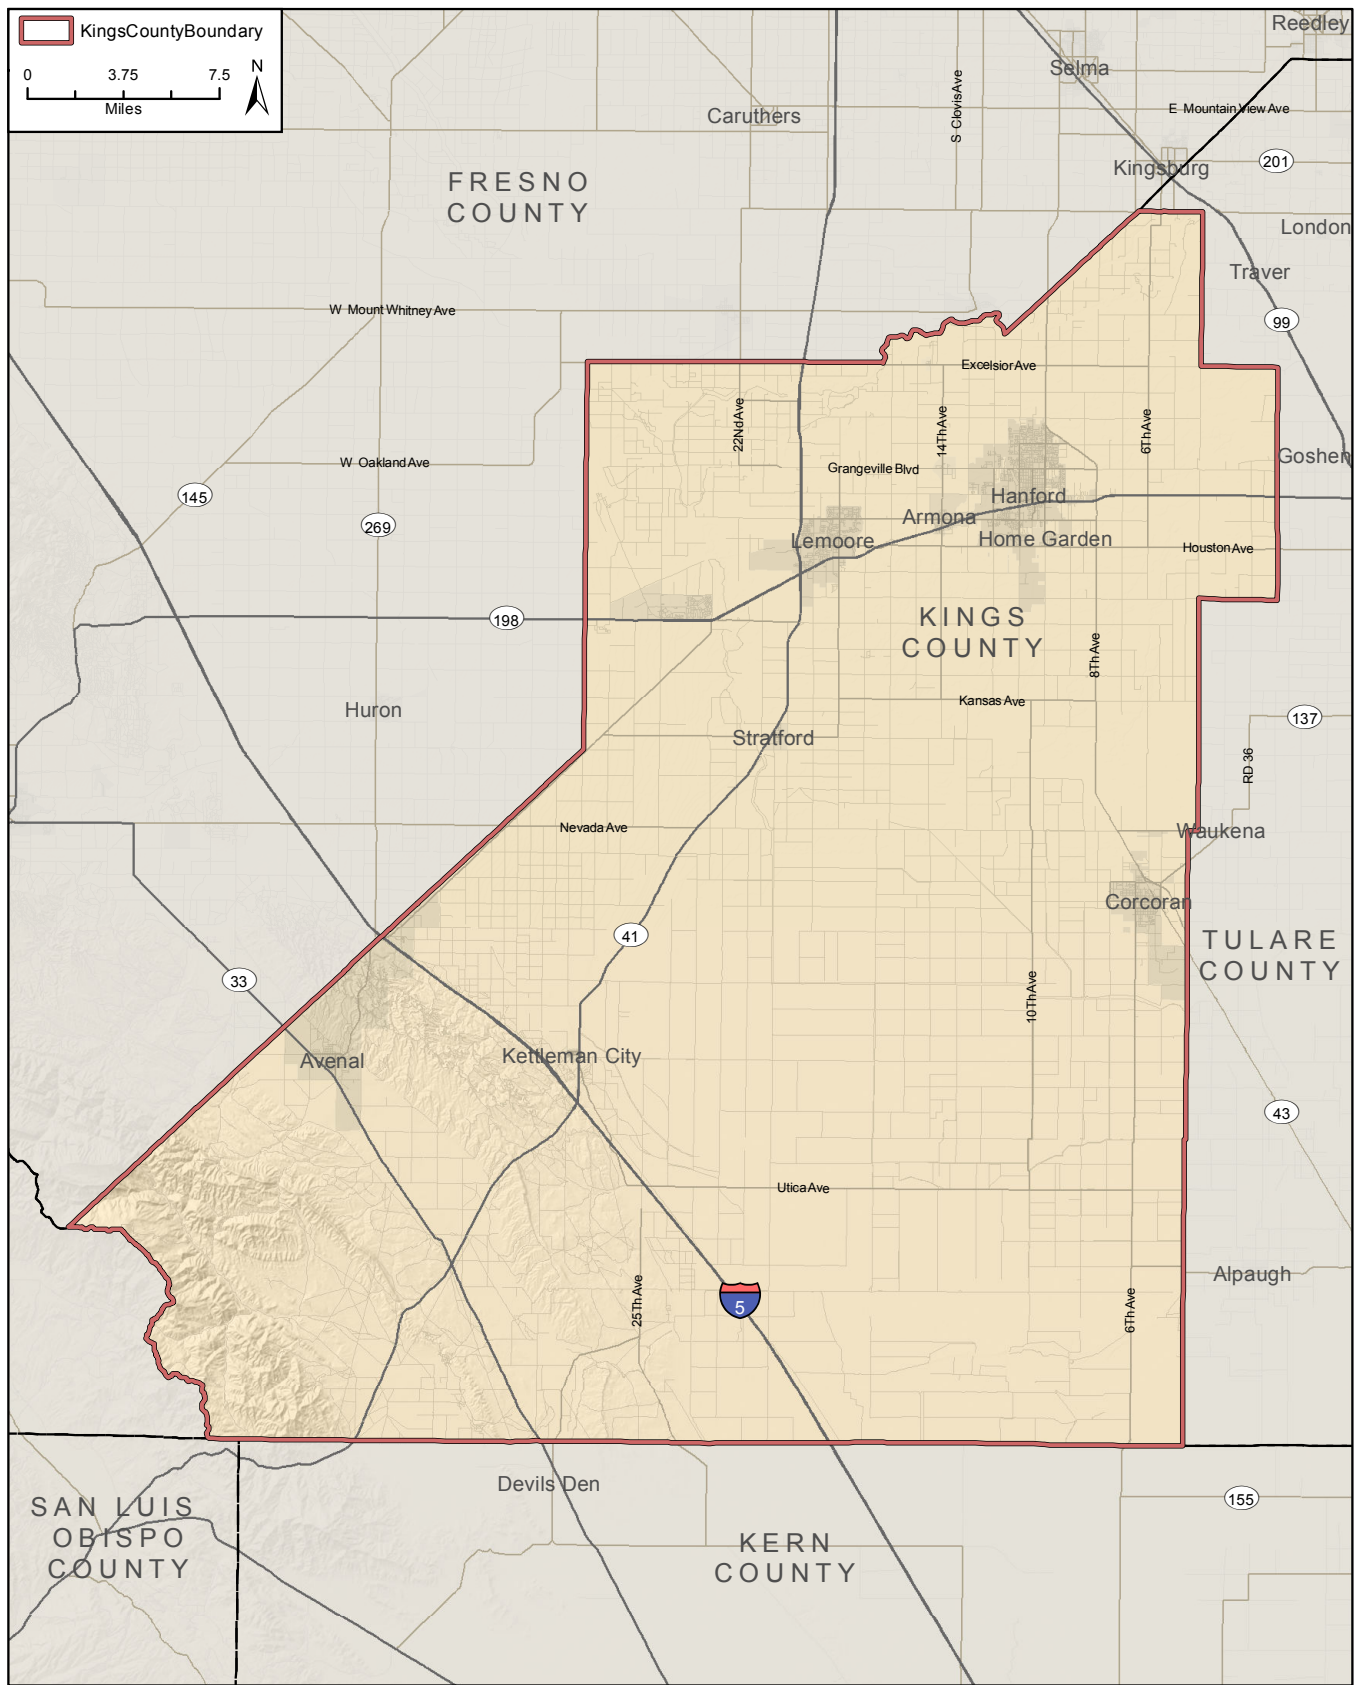 KingsCountyBoundary
0 3.75 7.5
Miles
N
Reedley
Selma
E Mountain View Ave
Caruthers
S Clovis Ave
Kingsburg
201
FRESNO
COUNTY
London
Traver
W Mount Whitney Ave
99
Excelsior Ave
22Nd Ave
14Th Ave
6Th Ave
W Oakland Ave
Grangeville Blvd
Goshen
145
Hanford
269
Armona
Lemoore
Home Garden
Houston Ave
198
KINGS
COUNTY
8Th Ave
Kansas Ave
Huron
137
Stratford
RD 36
Nevada Ave
Waukena
Corcoran
41
TULARE
COUNTY
33
10Th Ave
Avenal
Kettleman City
43
Utica Ave
Alpaugh
25Th Ave
5
6Th Ave
Devils Den
155
SAN LUIS
OBISPO
COUNTY
KERN
COUNTY